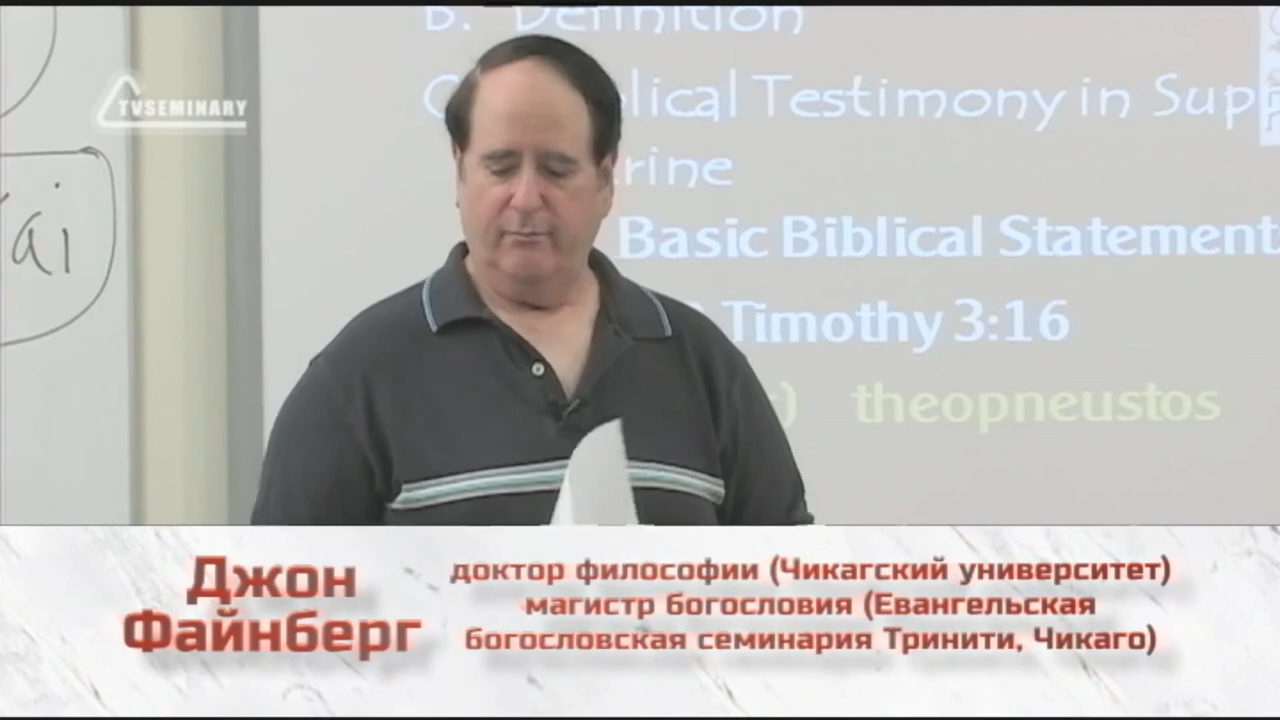 B. Definition
lical Testimony in Sup
rine
Basic Biblical Statement
Timothy 3:16
theopneustos
TVSEMINARY
ai
Джон
Файнберг
доктор философии (Чикагский университет)
магистр богословия (Евангельская
богословская семинария Тринити, Чикаго)